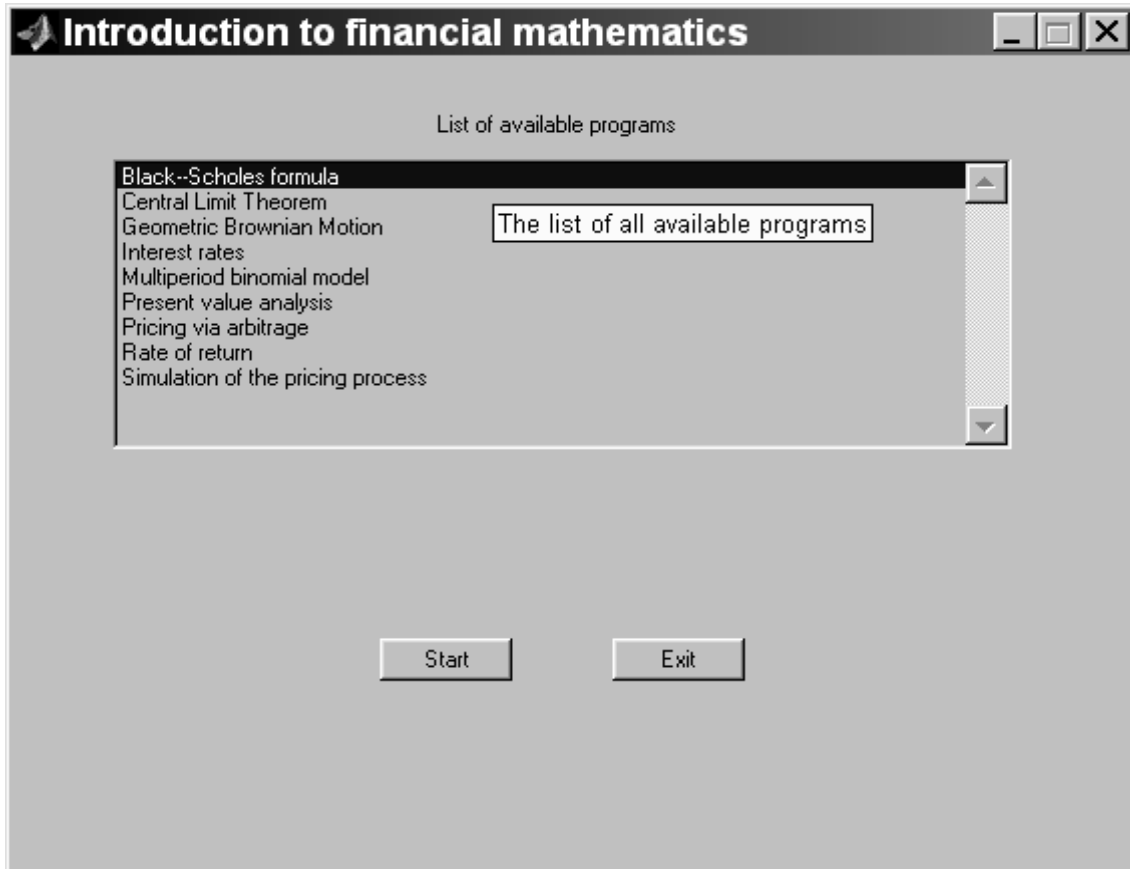 Introduction to financial mathematics
List of available programs
Black--Scholes formula
Central Limit Theorem
Geometric Brownian Motion
The list of all available programs
Interest rates
Multiperiod binomial model
Present value analysis
Pricing via arbitrage
Rate of return
Simulation of the pricing process
Start
Exit